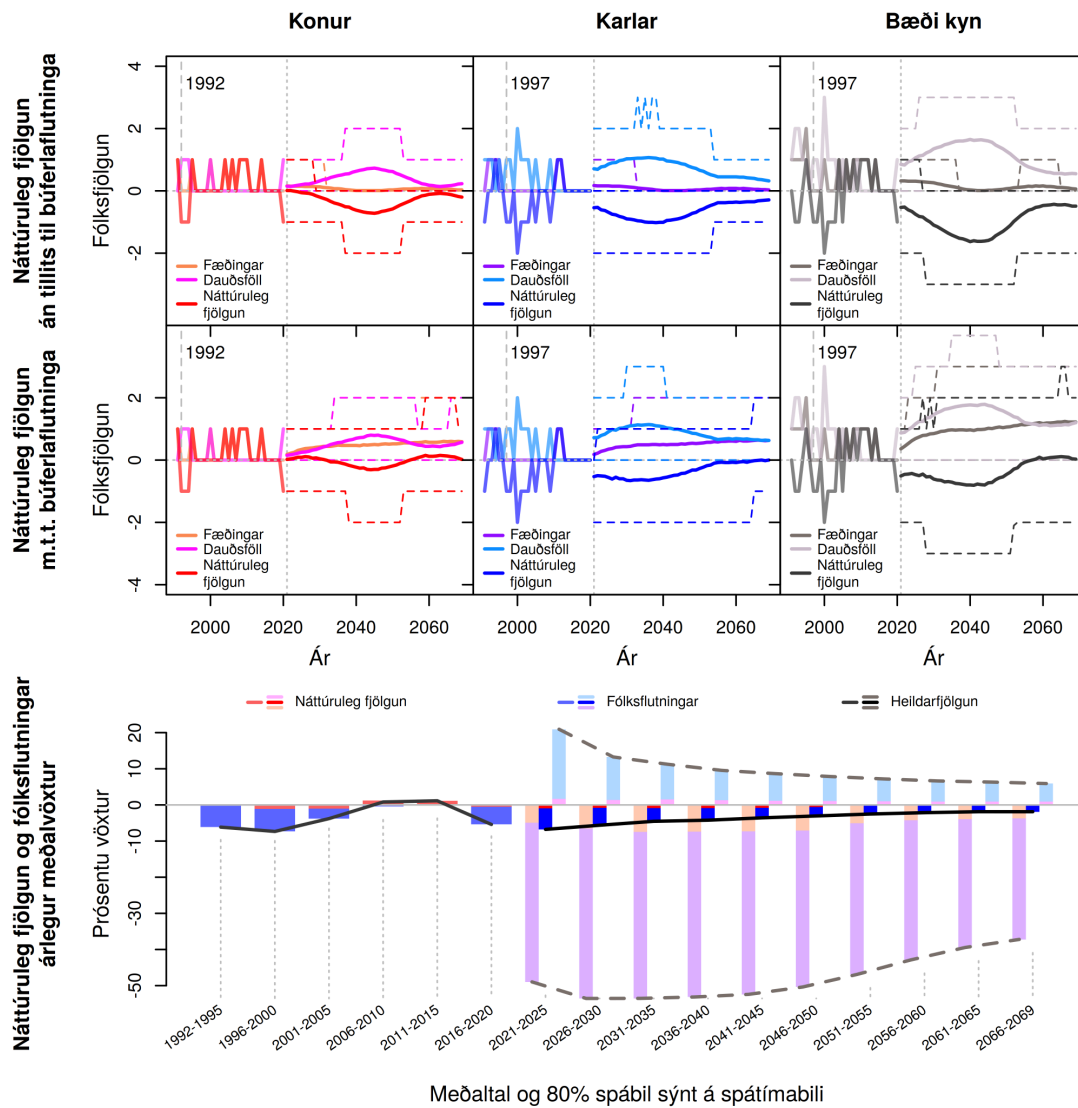 Konur Karlar Bæði kyn
Náttúruleg fjölgun
án tillits til búferlaflutninga
Fólksfjölgun
4
2
0
-2
1992
Fæðingar
Dauðsföll
Náttúruleg
fjölgun
1997
Fæðingar
Dauðsföll
Náttúruleg
fjölgun
1997
Fæðingar
Dauðsföll
Náttúruleg
fjölgun
Náttúruleg fjölgun
m.t.t. búferlaflutninga
Fólksfjölgun
2
0
-2
-4
1992
Fæðingar
Dauðsföll
Náttúruleg
fjölgun
1997
Fæðingar
Dauðsföll
Náttúruleg
fjölgun
1997
Fæðingar
Dauðsföll
Náttúruleg
fjölgun
2000 2020 2040 2060 2000 2020 2040 2060 2000 2020 2040 2060
Ár Ár Ár
Náttúruleg fjölgun og fólksflutningar
árlegur meðalvöxtur
Náttúruleg fjölgun Fólksflutningar Heildarfjölgun
Prósentu vöxtur
20
10
0
-10
-30
-50
1992-1995 1996-2000 2001-2005 2006-2010 2011-2015 2016-2020 2021-2025 2026-2030 2031-2035 2036-2040 2041-2045 2046-2050 2051-2055 2056-2060 2061-2065 2066-2069
Meðaltal og 80% spábil sýnt á spátímabili